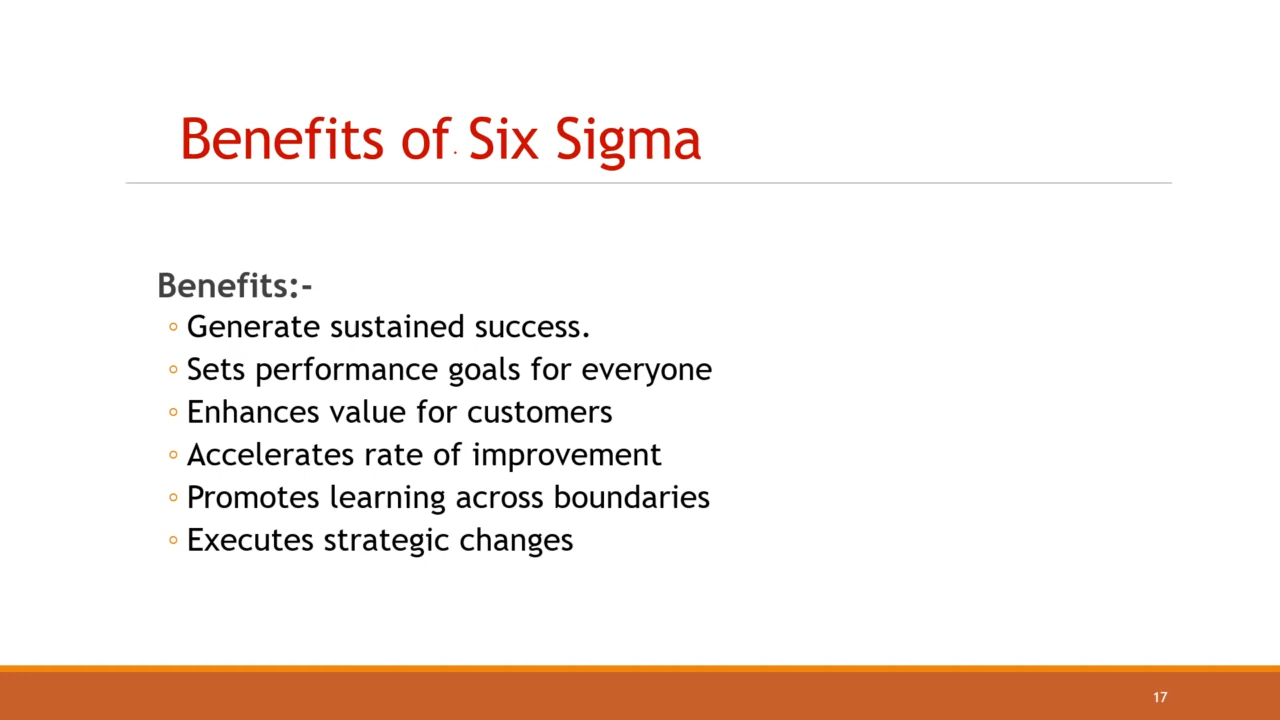 Benefits of Six Sigma
Benefits:-
◦ Generate sustained success.
◦ Sets performance goals for everyone
◦ Enhances value for customers
◦ Accelerates rate of improvement
◦ Promotes learning across boundaries
◦ Executes strategic changes
17